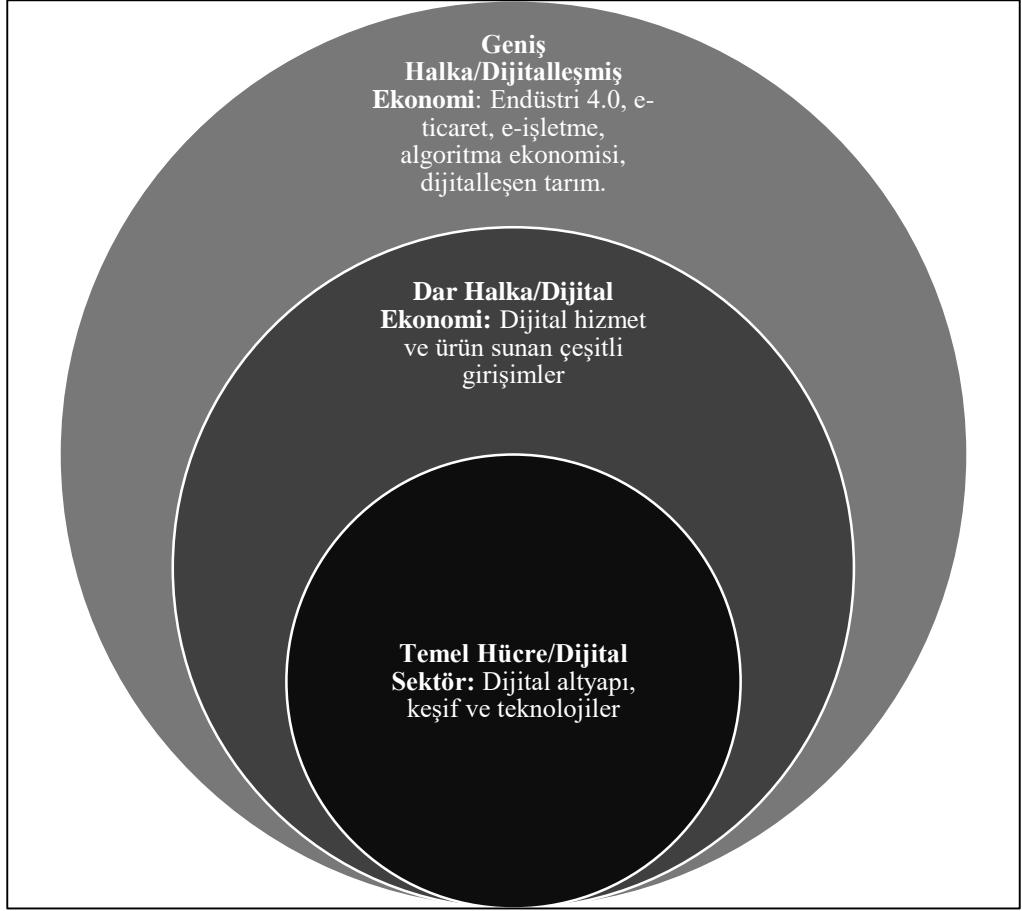 Geniş
Halka/Dijitalleşmiş
Ekonomi: Endüstri 4.0, e-
ticaret, e-işletme,
algoritma ekonomisi,
dijitalleşen tarım.
Dar Halka/Dijital
Ekonomi: Dijital hizmet
ve ürün sunan çeşitli
girişimler
Temel Hücre/Dijital
Sektör: Dijital altyapı,
keşif ve teknolojiler